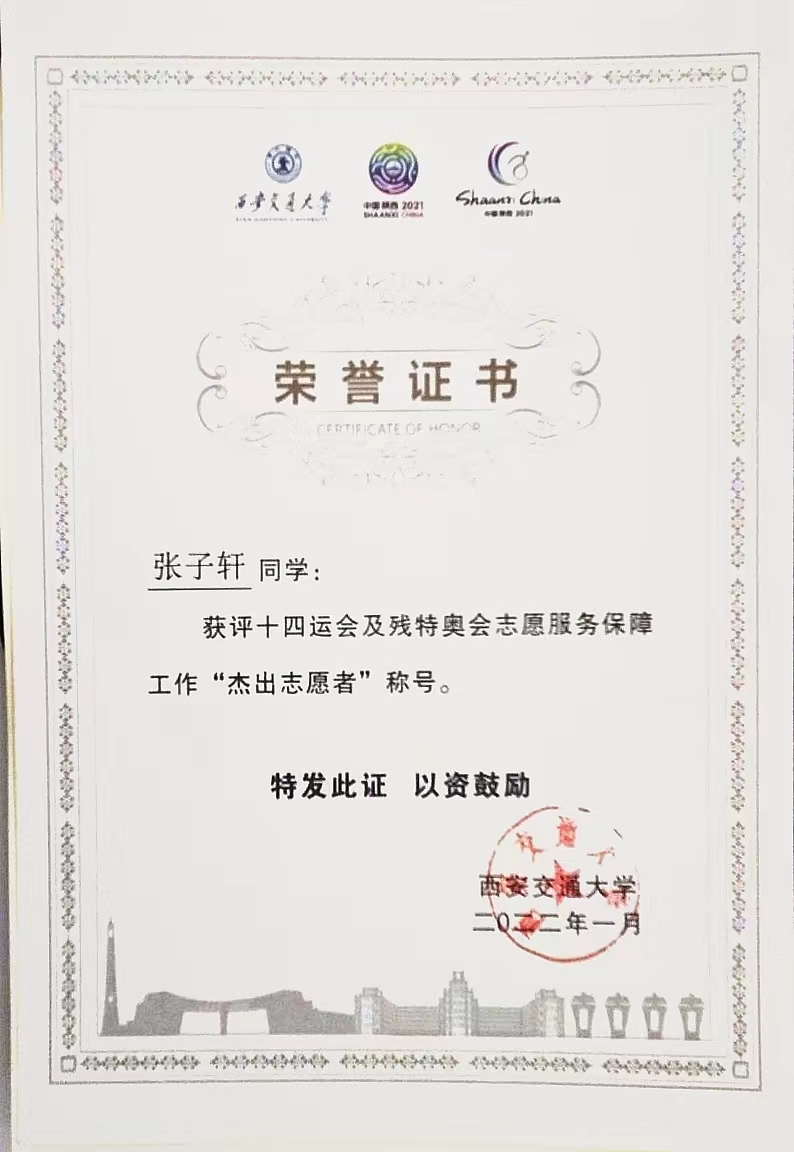 西安交通大学
XI'AN JIAOTONG UNIVERSITY
中国陕西 2021
SHAANXI CHINA
Shaanxi China
中国陕西 2021
荣誉证书
CERTIFICATE OF HONOR
张子轩 同学：
获评十四运会及残特奥会志愿服务保障
工作“杰出志愿者”称号。
特发此证 以资鼓励
西安交通大学
二〇二二年一月